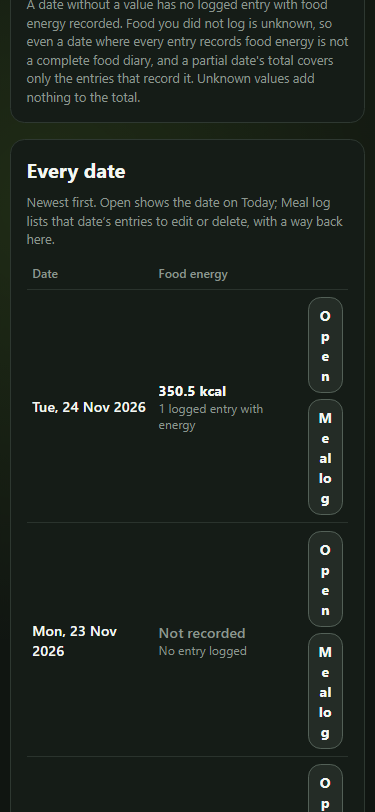 A date without a value has no logged entry with food
energy recorded. Food you did not log is unknown, so
even a date where every entry records food energy is not
a complete food diary, and a partial date's total covers
only the entries that record it. Unknown values add
nothing to the total.
Every date
Newest first. Open shows the date on Today; Meal log
lists that date's entries to edit or delete, with a way back
here.
Date
Food energy
Tue, 24 Nov 2026
350.5 kcal
1 logged entry with
energy
O
p
e
n
M
e
al
lo
g
Mon, 23 Nov
2026
Not recorded
No entry logged
O
p
e
n
M
e
al
lo
g
O
p